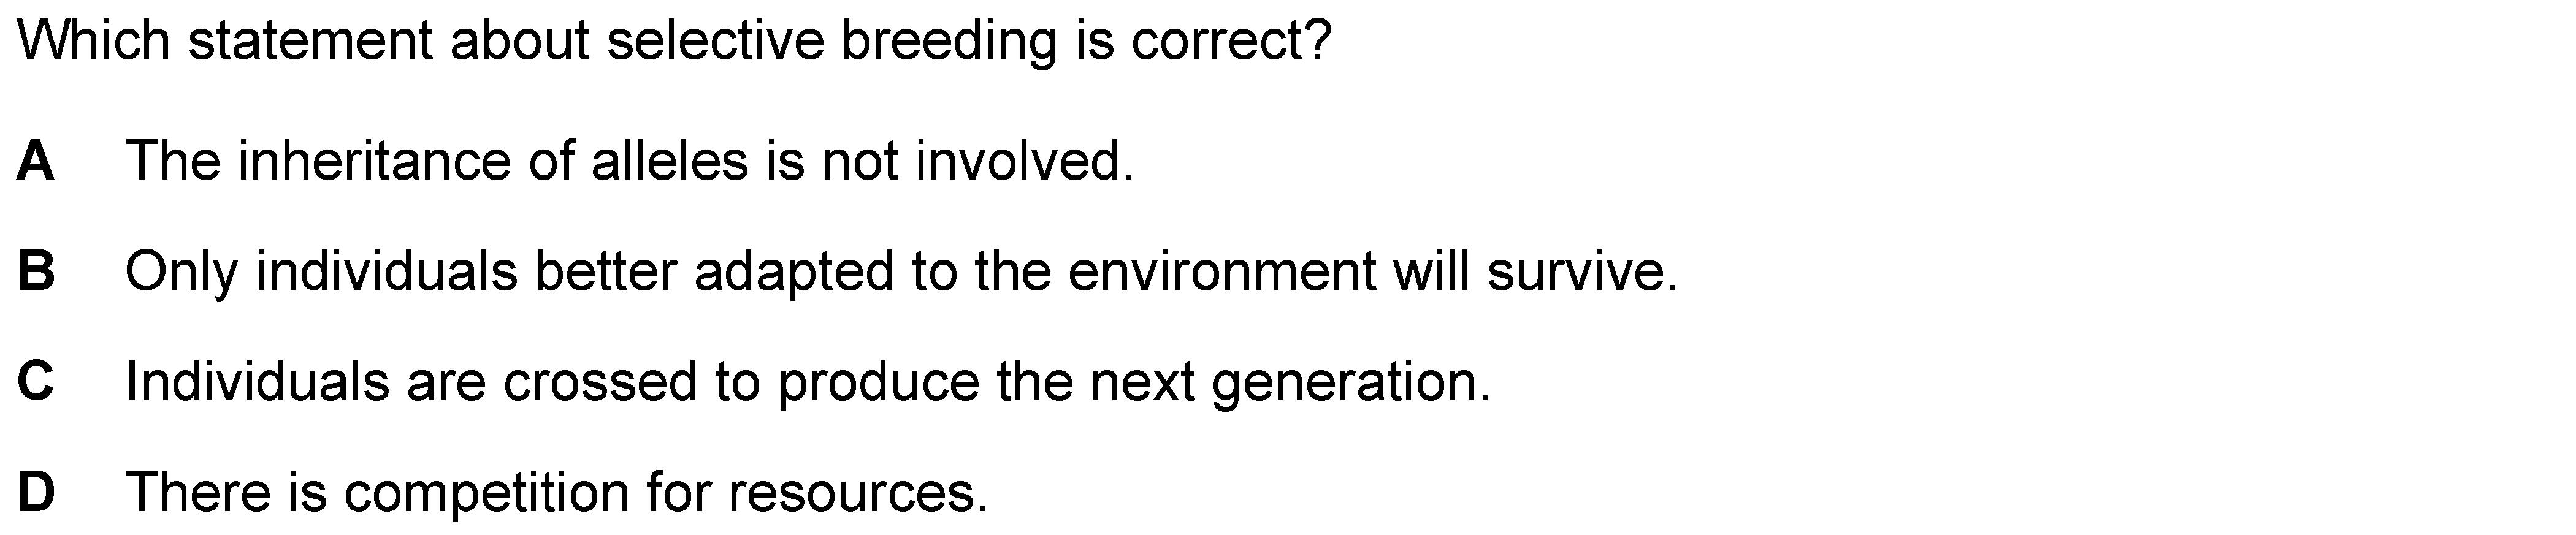 Which statement about selective breeding is correct?
A The inheritance of alleles is not involved.
B Only individuals better adapted to the environment will survive.
C Individuals are crossed to produce the next generation.
D There is competition for resources.